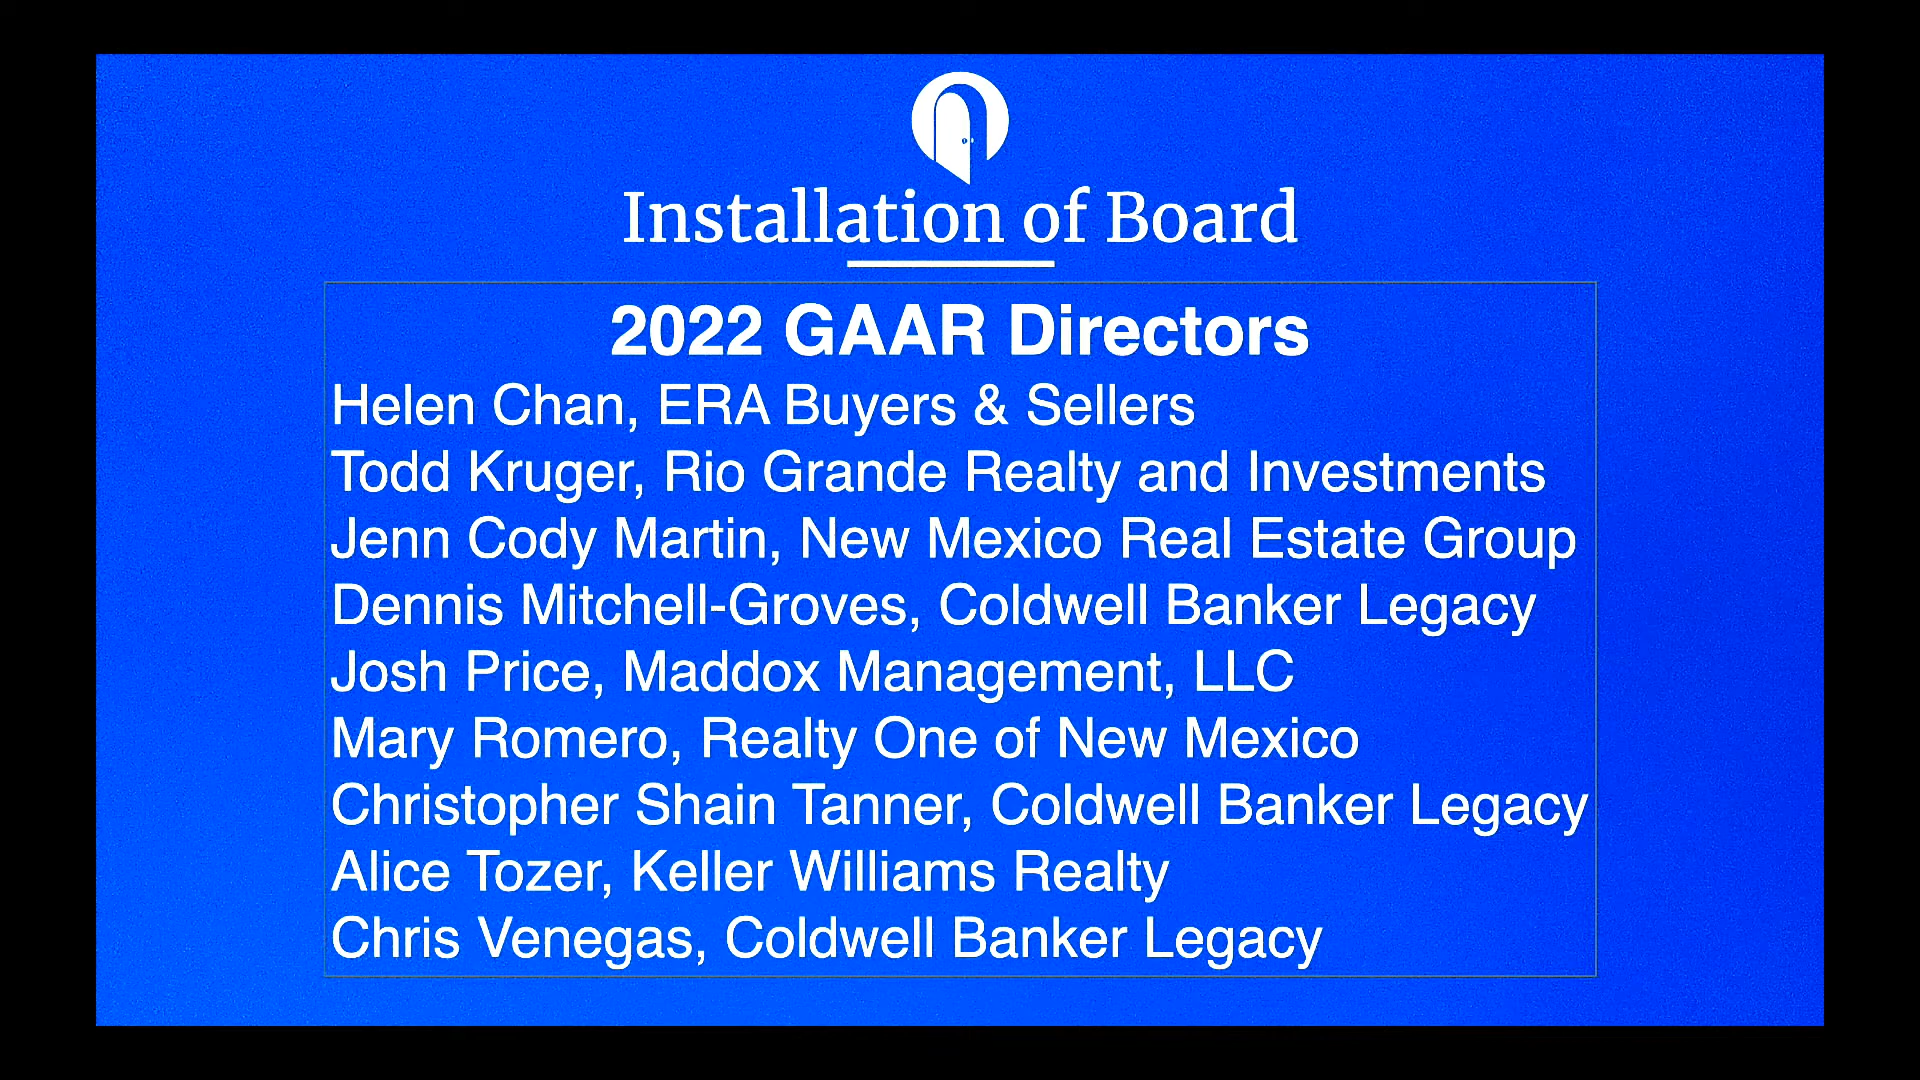 Installation of Board
2022 GAAR Directors
Helen Chan, ERA Buyers & Sellers
Todd Kruger, Rio Grande Realty and Investments
Jenn Cody Martin, New Mexico Real Estate Group
Dennis Mitchell-Groves, Coldwell Banker Legacy
Josh Price, Maddox Management, LLC
Mary Romero, Realty One of New Mexico
Christopher Shain Tanner, Coldwell Banker Legacy
Alice Tozer, Keller Williams Realty
Chris Venegas, Coldwell Banker Legacy